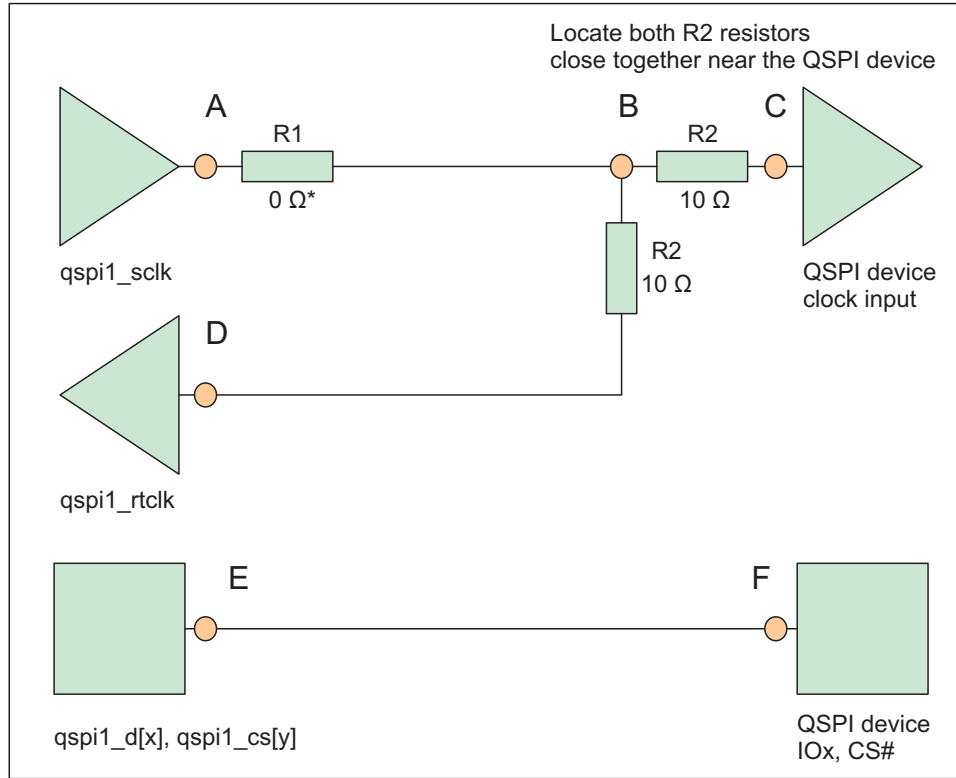 Locate both R2 resistors
close together near the QSPI device
A
R1
0 Ω*
B
R2
10 Ω
C
qspi1_sclk
R2
10 Ω
QSPI device
clock input
D
qspi1_rtclk
E
F
qspi1_d[x], qspi1_cs[y]
QSPI device
IOx, CS#